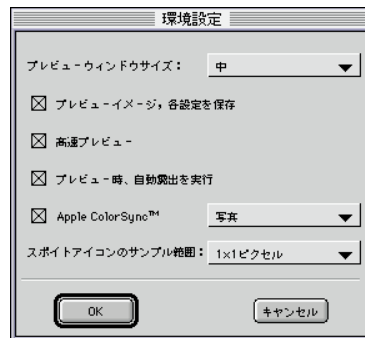 環境設定
プレビューウィンドウサイズ： 中
プレビューイメージ，各設定を保存
高速プレビュー
プレビュー時、自動露出を実行
Apple ColorSync™ 写真
スポイトアイコンのサンプル範囲： 1x1ピクセル
OK キャンセル